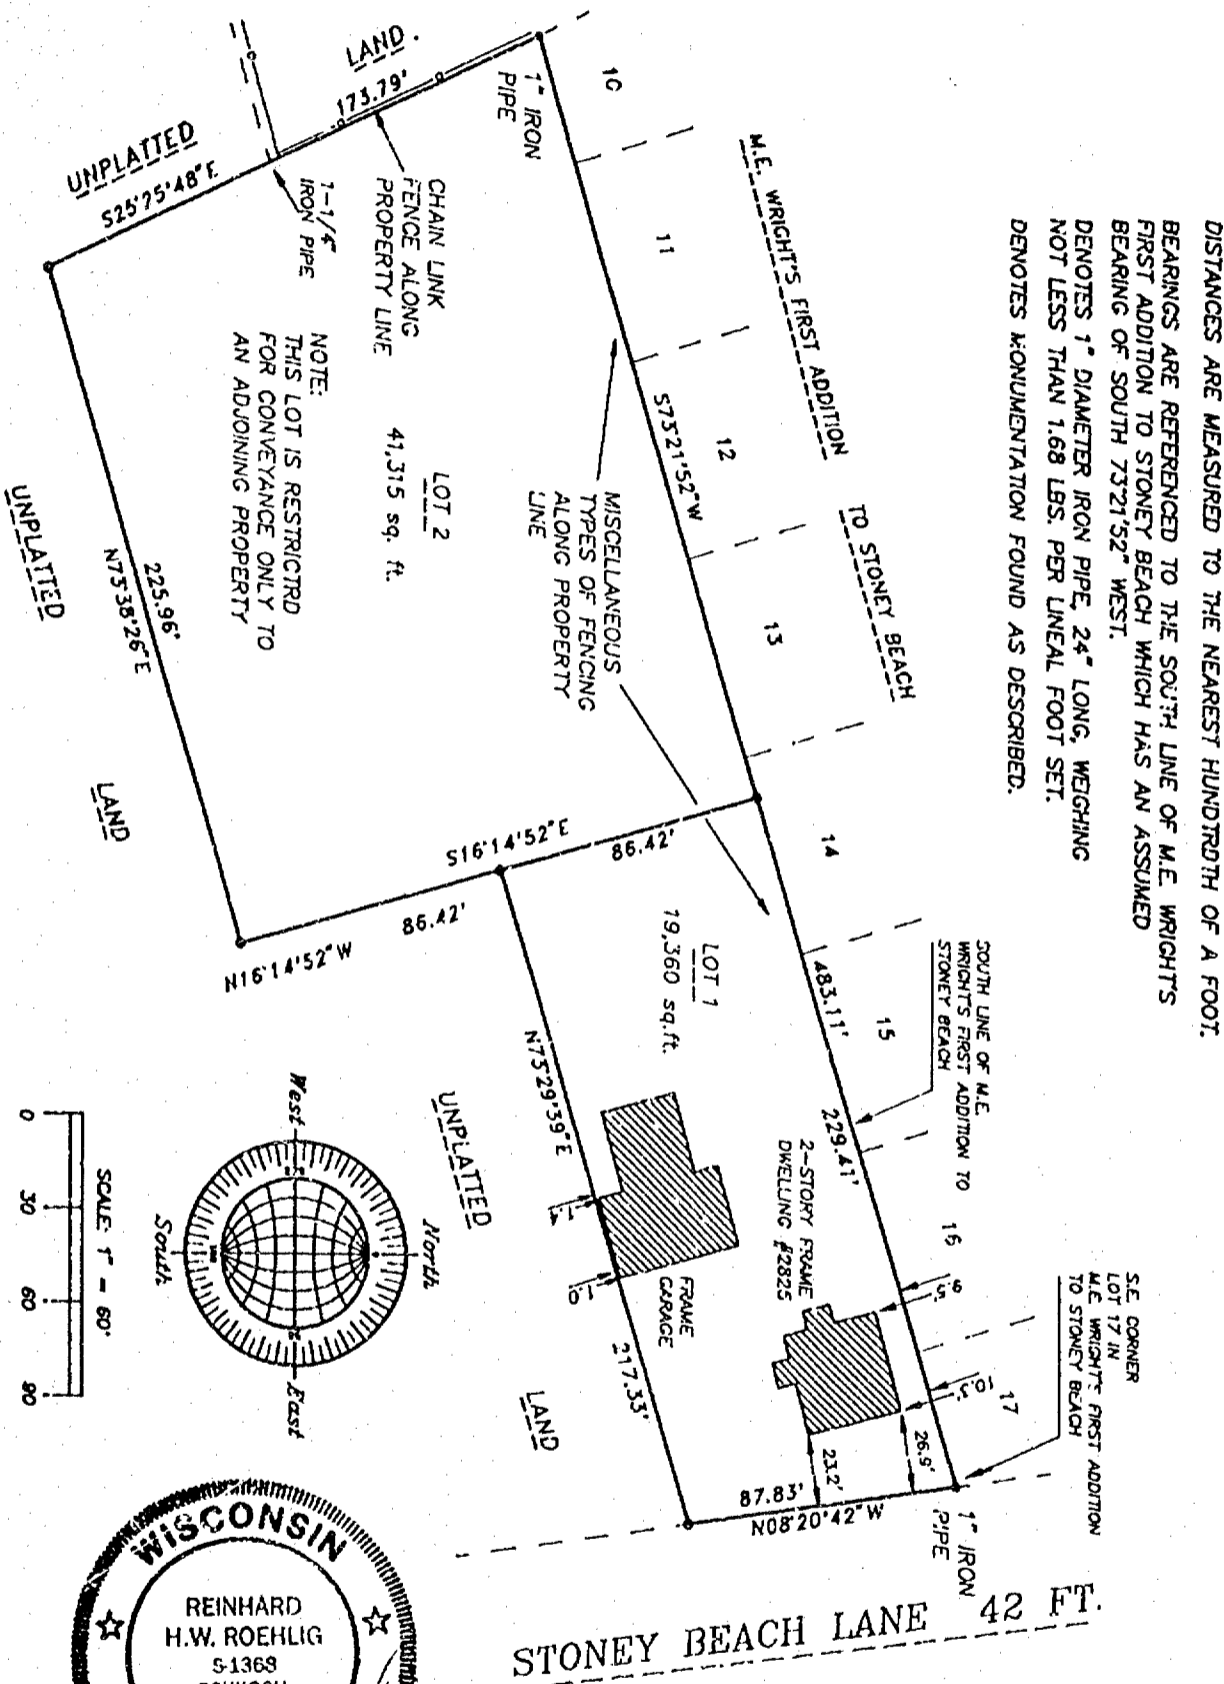 DISTANCES ARE MEASURED TO THE NEAREST HUNDTRDTH OF A FOOT.
BEARINGS ARE REFERENCED TO THE SOUTH LINE OF M.E. WRIGHT'S
FIRST ADDITION TO STONEY BEACH WHICH HAS AN ASSUMED
BEARING OF SOUTH 73°21'52" WEST.
DENOTES 1" DIAMETER IRON PIPE, 24" LONG, WEIGHING
NOT LESS THAN 1.68 LBS. PER LINEAL FOOT SET.
DENOTES MONUMENTATION FOUND AS DESCRIBED.
M.E. WRIGHT'S FIRST ADDITION
TO STONEY BEACH
1C
11
12
13
14
15
16
17
S.E. CORNER
LOT 17 IN
M.E. WRIGHT'S FIRST ADDITION
TO STONEY BEACH
SOUTH LINE OF M.E.
WRIGHT'S FIRST ADDITION TO
STONEY BEACH
1" IRON
PIPE
S73°21'52"W
483.11'
229.41'
LAND.
173.79'
UNPLATTED
CHAIN LINK
FENCE ALONG
PROPERTY LINE
1-1/4"
IRON PIPE
MISCELLANEOUS
TYPES OF FENCING
ALONG PROPERTY
LINE
LOT 2
41,315 sq. ft.
NOTE:
THIS LOT IS RESTRICTRD
FOR CONVEYANCE ONLY TO
AN ADJOINING PROPERTY
225.96'
N73°38'26"E
UNPLATTED
LAND
S16°14'52"E
86.42'
86.42'
N16°14'52"W
LOT 1
19,360 sq.ft.
N73°29'39"E
217.33'
UNPLATTED
LAND
FRAME
GARAGE
1.0
2-STORY FRAME
DWELLING #2825
9.5'
10.3'
26.9'
23.2'
87.83'
N08°20'42"W
1" IRON
PIPE
STONEY BEACH LANE 42 FT.
North
West
East
South
SCALE: 1" = 60'
0 30 60 90
WISCONSIN
REINHARD
H.W. ROEHLIG
S-1368